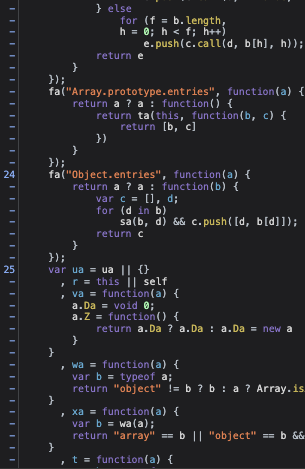 } else
for (f = b.length,
h = 0; h < f; h++)
e.push(c.call(d, b[h], h));
return e
}
});
fa("Array.prototype.entries", function(a) {
return a ? a : function() {
return ta(this, function(b, c) {
return [b, c]
})
}
});
24 fa("Object.entries", function(a) {
return a ? a : function(b) {
var c = [], d;
for (d in b)
sa(b, d) && c.push([d, b[d]]);
return c
}
});
25 var ua = ua || {}
, r = this || self
, va = function(a) {
a.Da = void 0;
a.Z = function() {
return a.Da ? a.Da : a.Da = new a
}
}
, wa = function(a) {
var b = typeof a;
return "object" != b ? b : a ? Array.is
}
, xa = function(a) {
var b = wa(a);
return "array" == b || "object" == b &&
}
, t = function(a) {